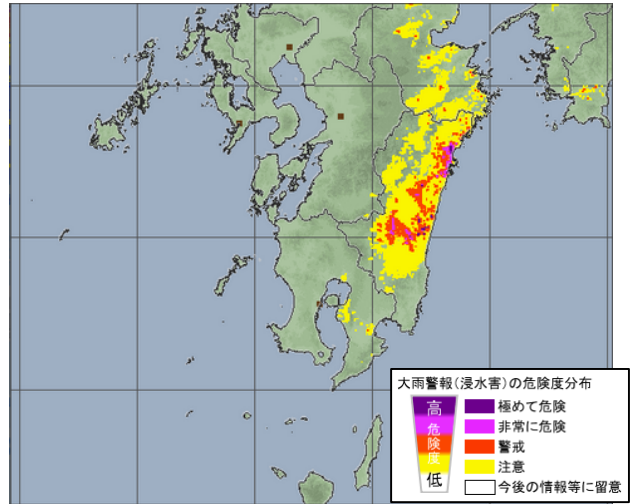 大雨警報(浸水害)の危険度分布
高
危険度
低
極めて危険
非常に危険
警戒
注意
今後の情報等に留意